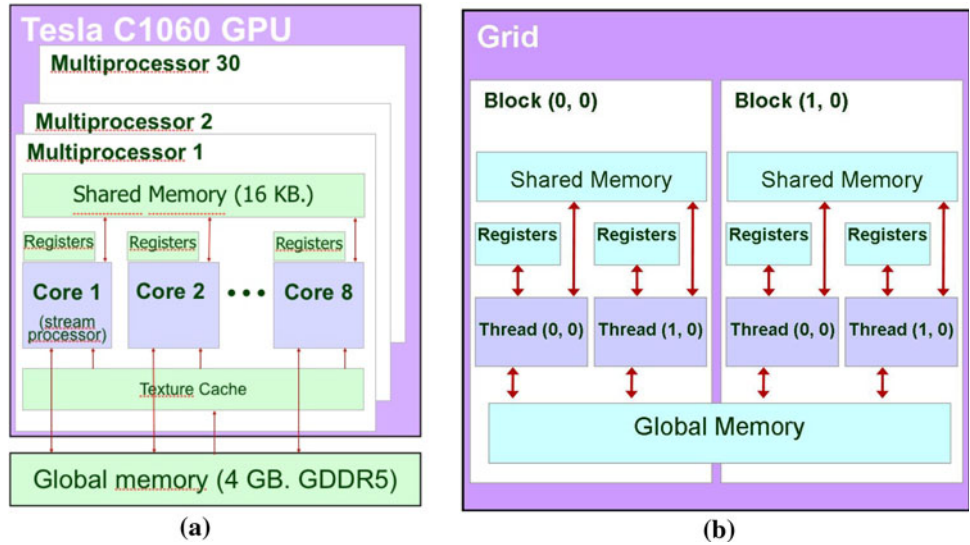 Tesla C1060 GPU
Multiprocessor 30
Multiprocessor 2
Multiprocessor 1
Shared Memory (16 KB.)
Registers
Registers
Registers
Core 1
(stream
processor)
Core 2
•••
Core 8
Texture Cache
Global memory (4 GB. GDDR5)
(a)
Grid
Block (0, 0)
Block (1, 0)
Shared Memory
Shared Memory
Registers
Registers
Registers
Registers
Thread (0, 0)
Thread (1, 0)
Thread (0, 0)
Thread (1, 0)
Global Memory
(b)